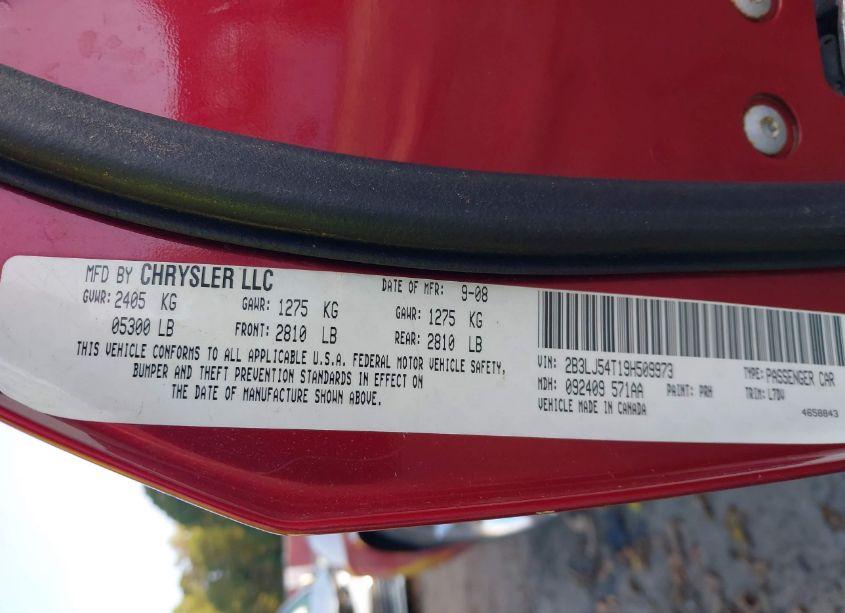 MFD BY CHRYSLER LLC
DATE OF MFR: 9-08
GVWR: 2405 KG
GAWR: 1275 KG
GAWR: 1275 KG
05300 LB
FRONT: 2810 LB
REAR: 2810 LB
THIS VEHICLE CONFORMS TO ALL APPLICABLE U.S.A. FEDERAL MOTOR VEHICLE SAFETY,
BUMPER AND THEFT PREVENTION STANDARDS IN EFFECT ON
THE DATE OF MANUFACTURE SHOWN ABOVE.
VIN: 2B3LJ54T19H509973
TYPE: PASSENGER CAR
MDH: 092409 571AA
PAINT: PRH
TRIM: L7DV
VEHICLE MADE IN CANADA
4658843